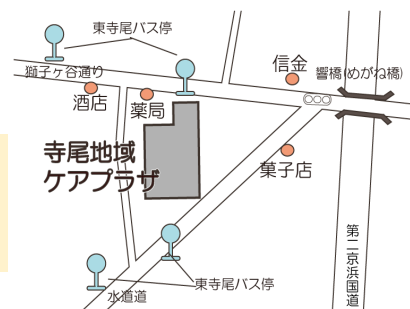 東寺尾バス停
獅子ヶ谷通り
信金
響橋(めがね橋)
酒店
薬局
寺尾地域
ケアプラザ
菓子店
第二京浜国道
東寺尾バス停
水道道